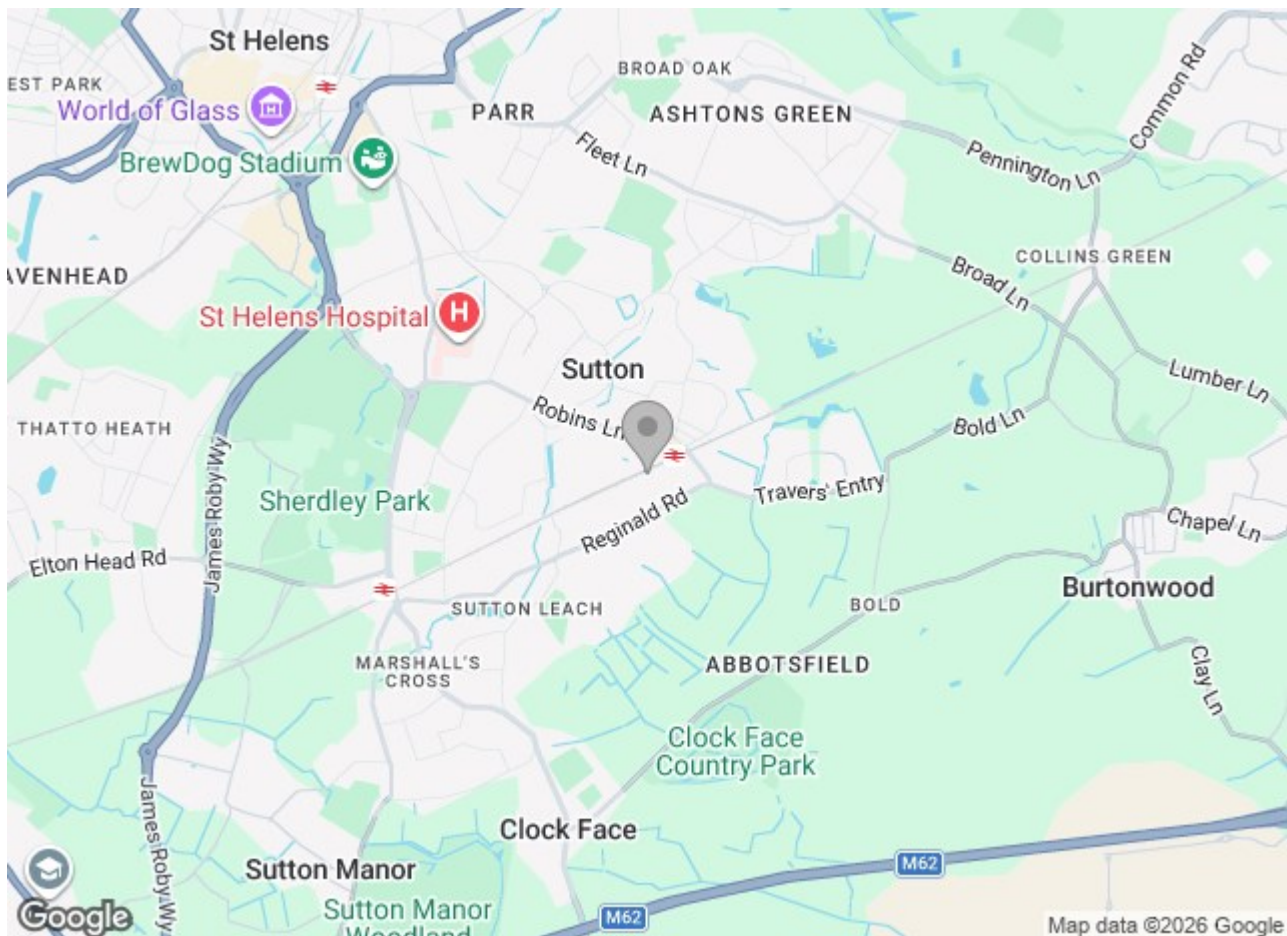 St Helens
EST PARK
World of Glass
BROAD OAK
PARR
ASHTONS GREEN
Common Rd
BrewDog Stadium
Fleet Ln
Pennington Ln
AVENHEAD
COLLINS GREEN
Broad Ln
St Helens Hospital
H
Sutton
Lumber Ln
THATTO HEATH
Robins Ln
Bold Ln
James Roby Wy
Sherdley Park
Travers' Entry
Reginald Rd
Chapel Ln
Elton Head Rd
Burtonwood
SUTTON LEACH
BOLD
MARSHALL'S
CROSS
ABBOTSFIELD
Clay Ln
Clock Face
Country Park
James Roby Wy
Clock Face
Sutton Manor
M62
Sutton Manor
Woodland
M62
Google
Map data ©2026 Google